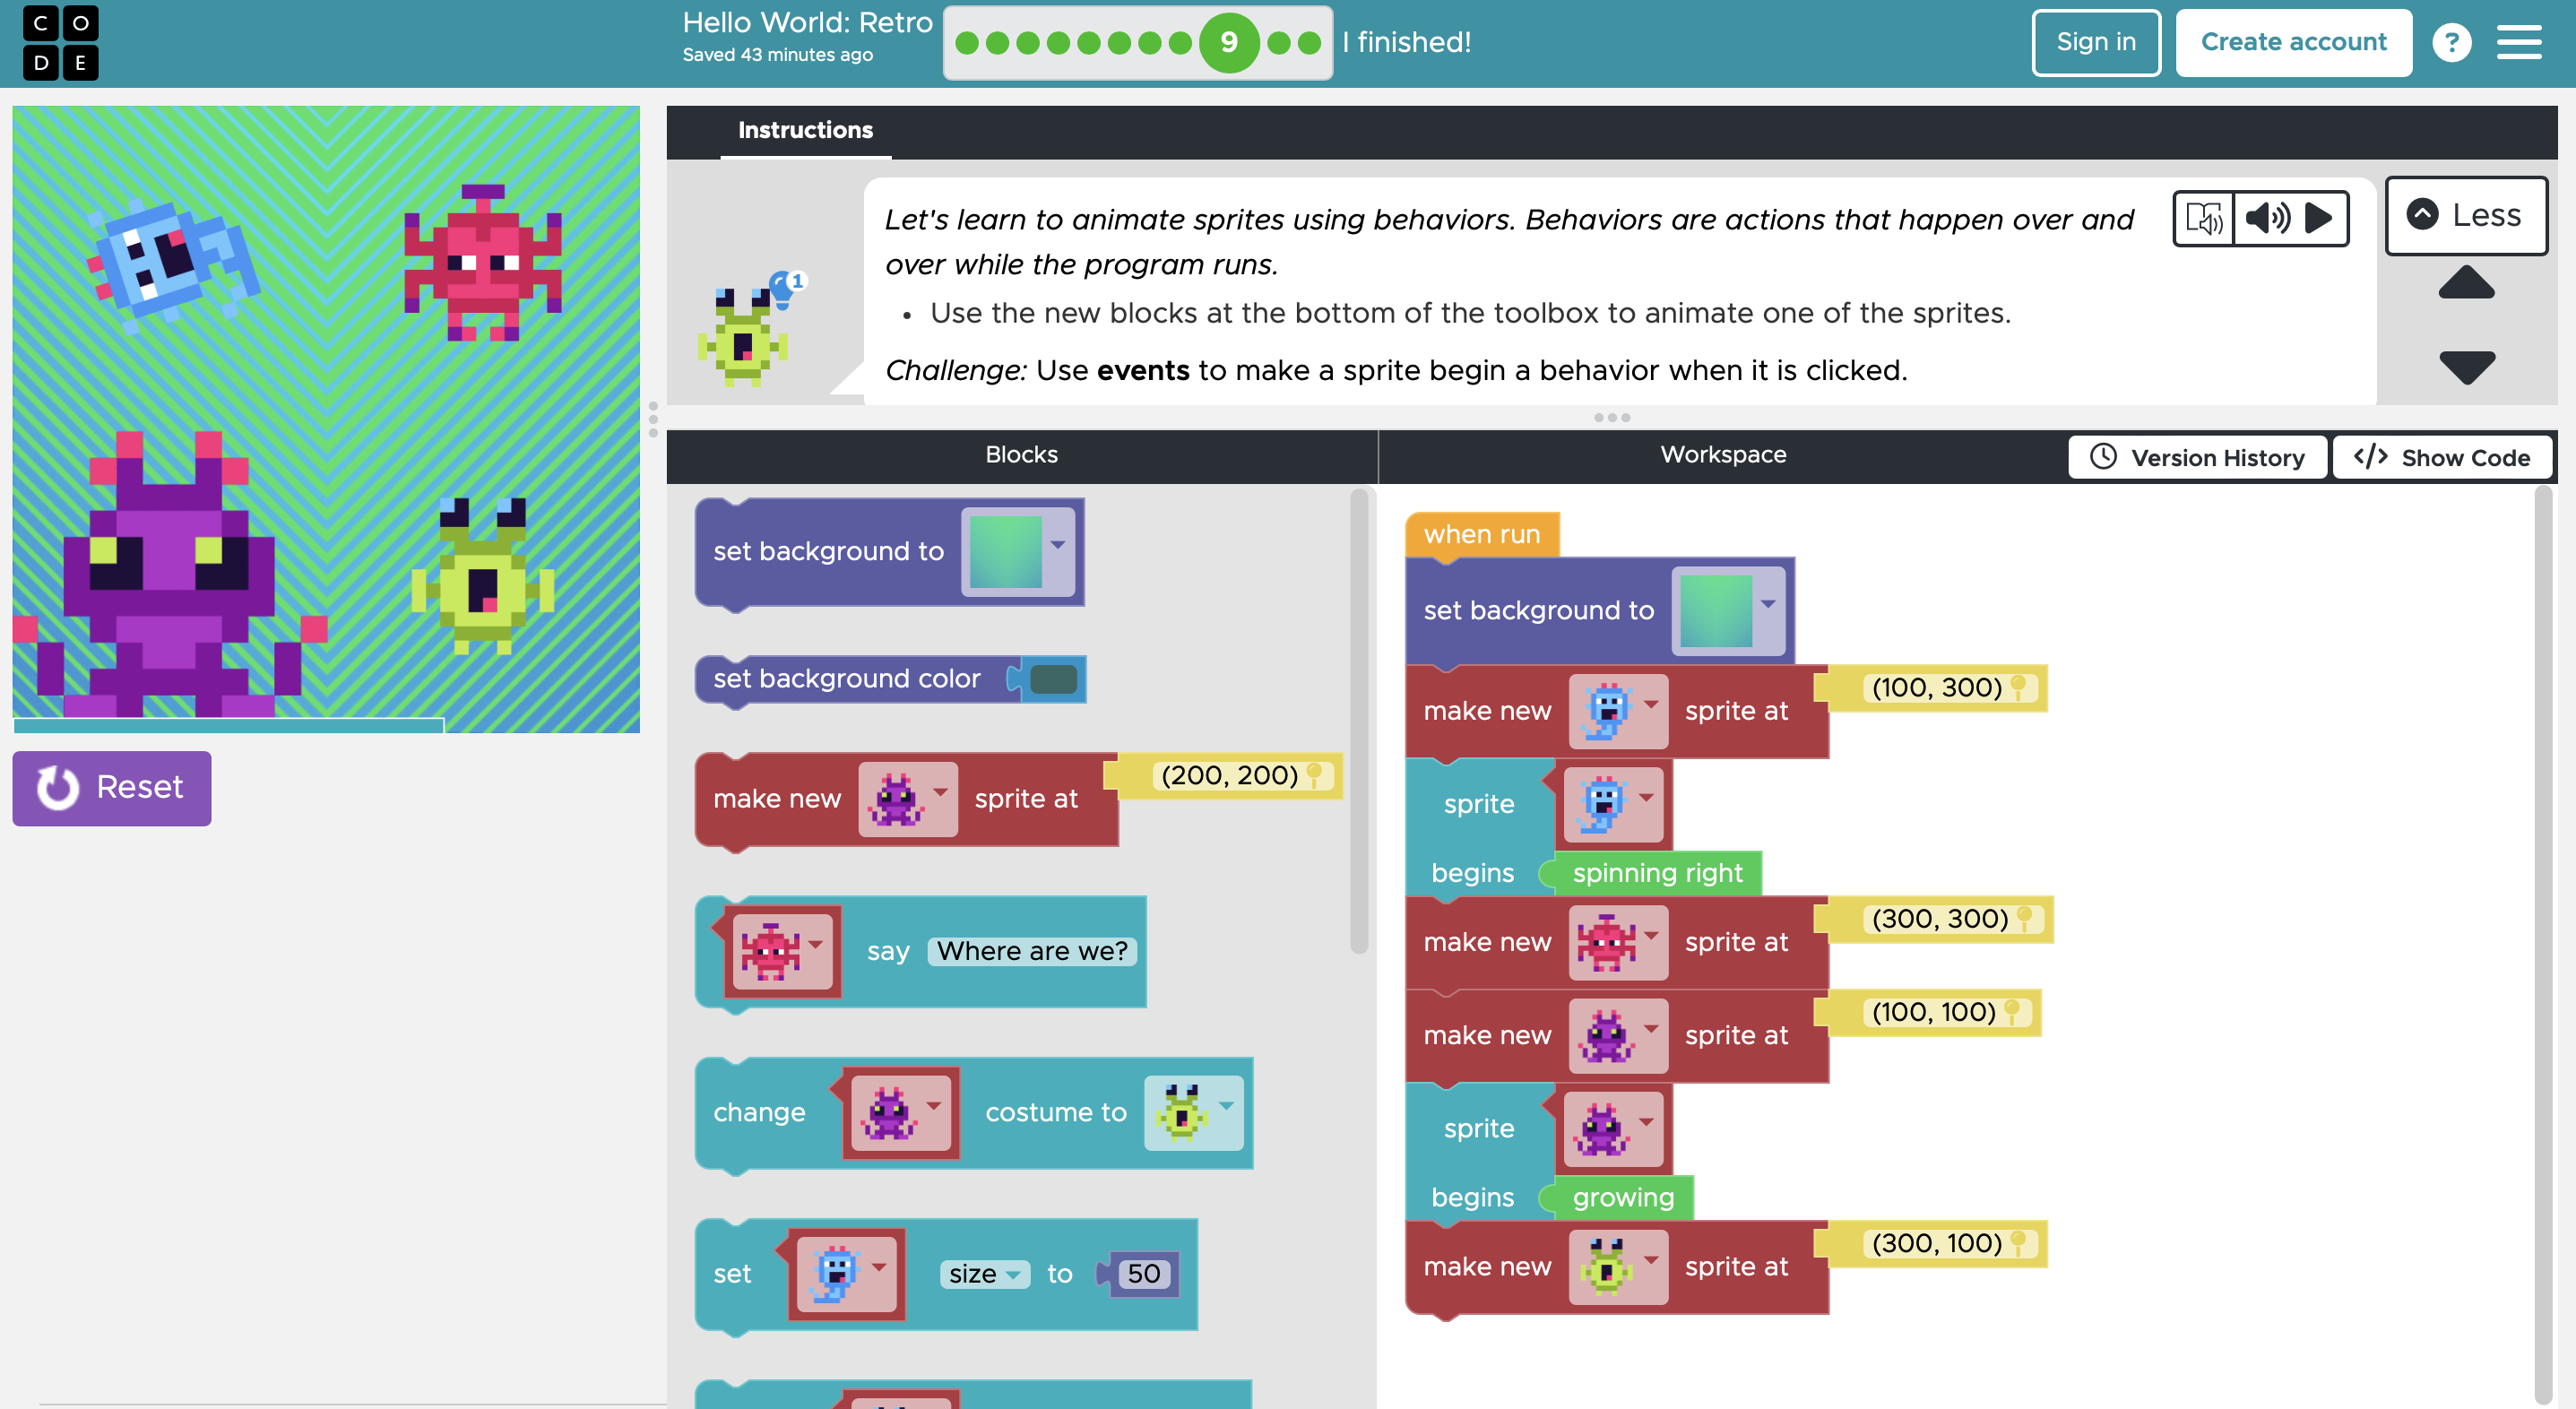 CO
DE
Hello World: Retro
Saved 43 minutes ago
9
I finished!
Sign in
Create account
?
Instructions
Let's learn to animate sprites using behaviors. Behaviors are actions that happen over and
over while the program runs.
• Use the new blocks at the bottom of the toolbox to animate one of the sprites.
Challenge: Use events to make a sprite begin a behavior when it is clicked.
1
Less
Reset
Blocks
Workspace
Version History
</> Show Code
set background to
set background color
make new sprite at (200, 200)
say Where are we?
change costume to
set size to 50
when run
set background to
make new sprite at (100, 300)
sprite
begins spinning right
make new sprite at (300, 300)
make new sprite at (100, 100)
sprite
begins growing
make new sprite at (300, 100)